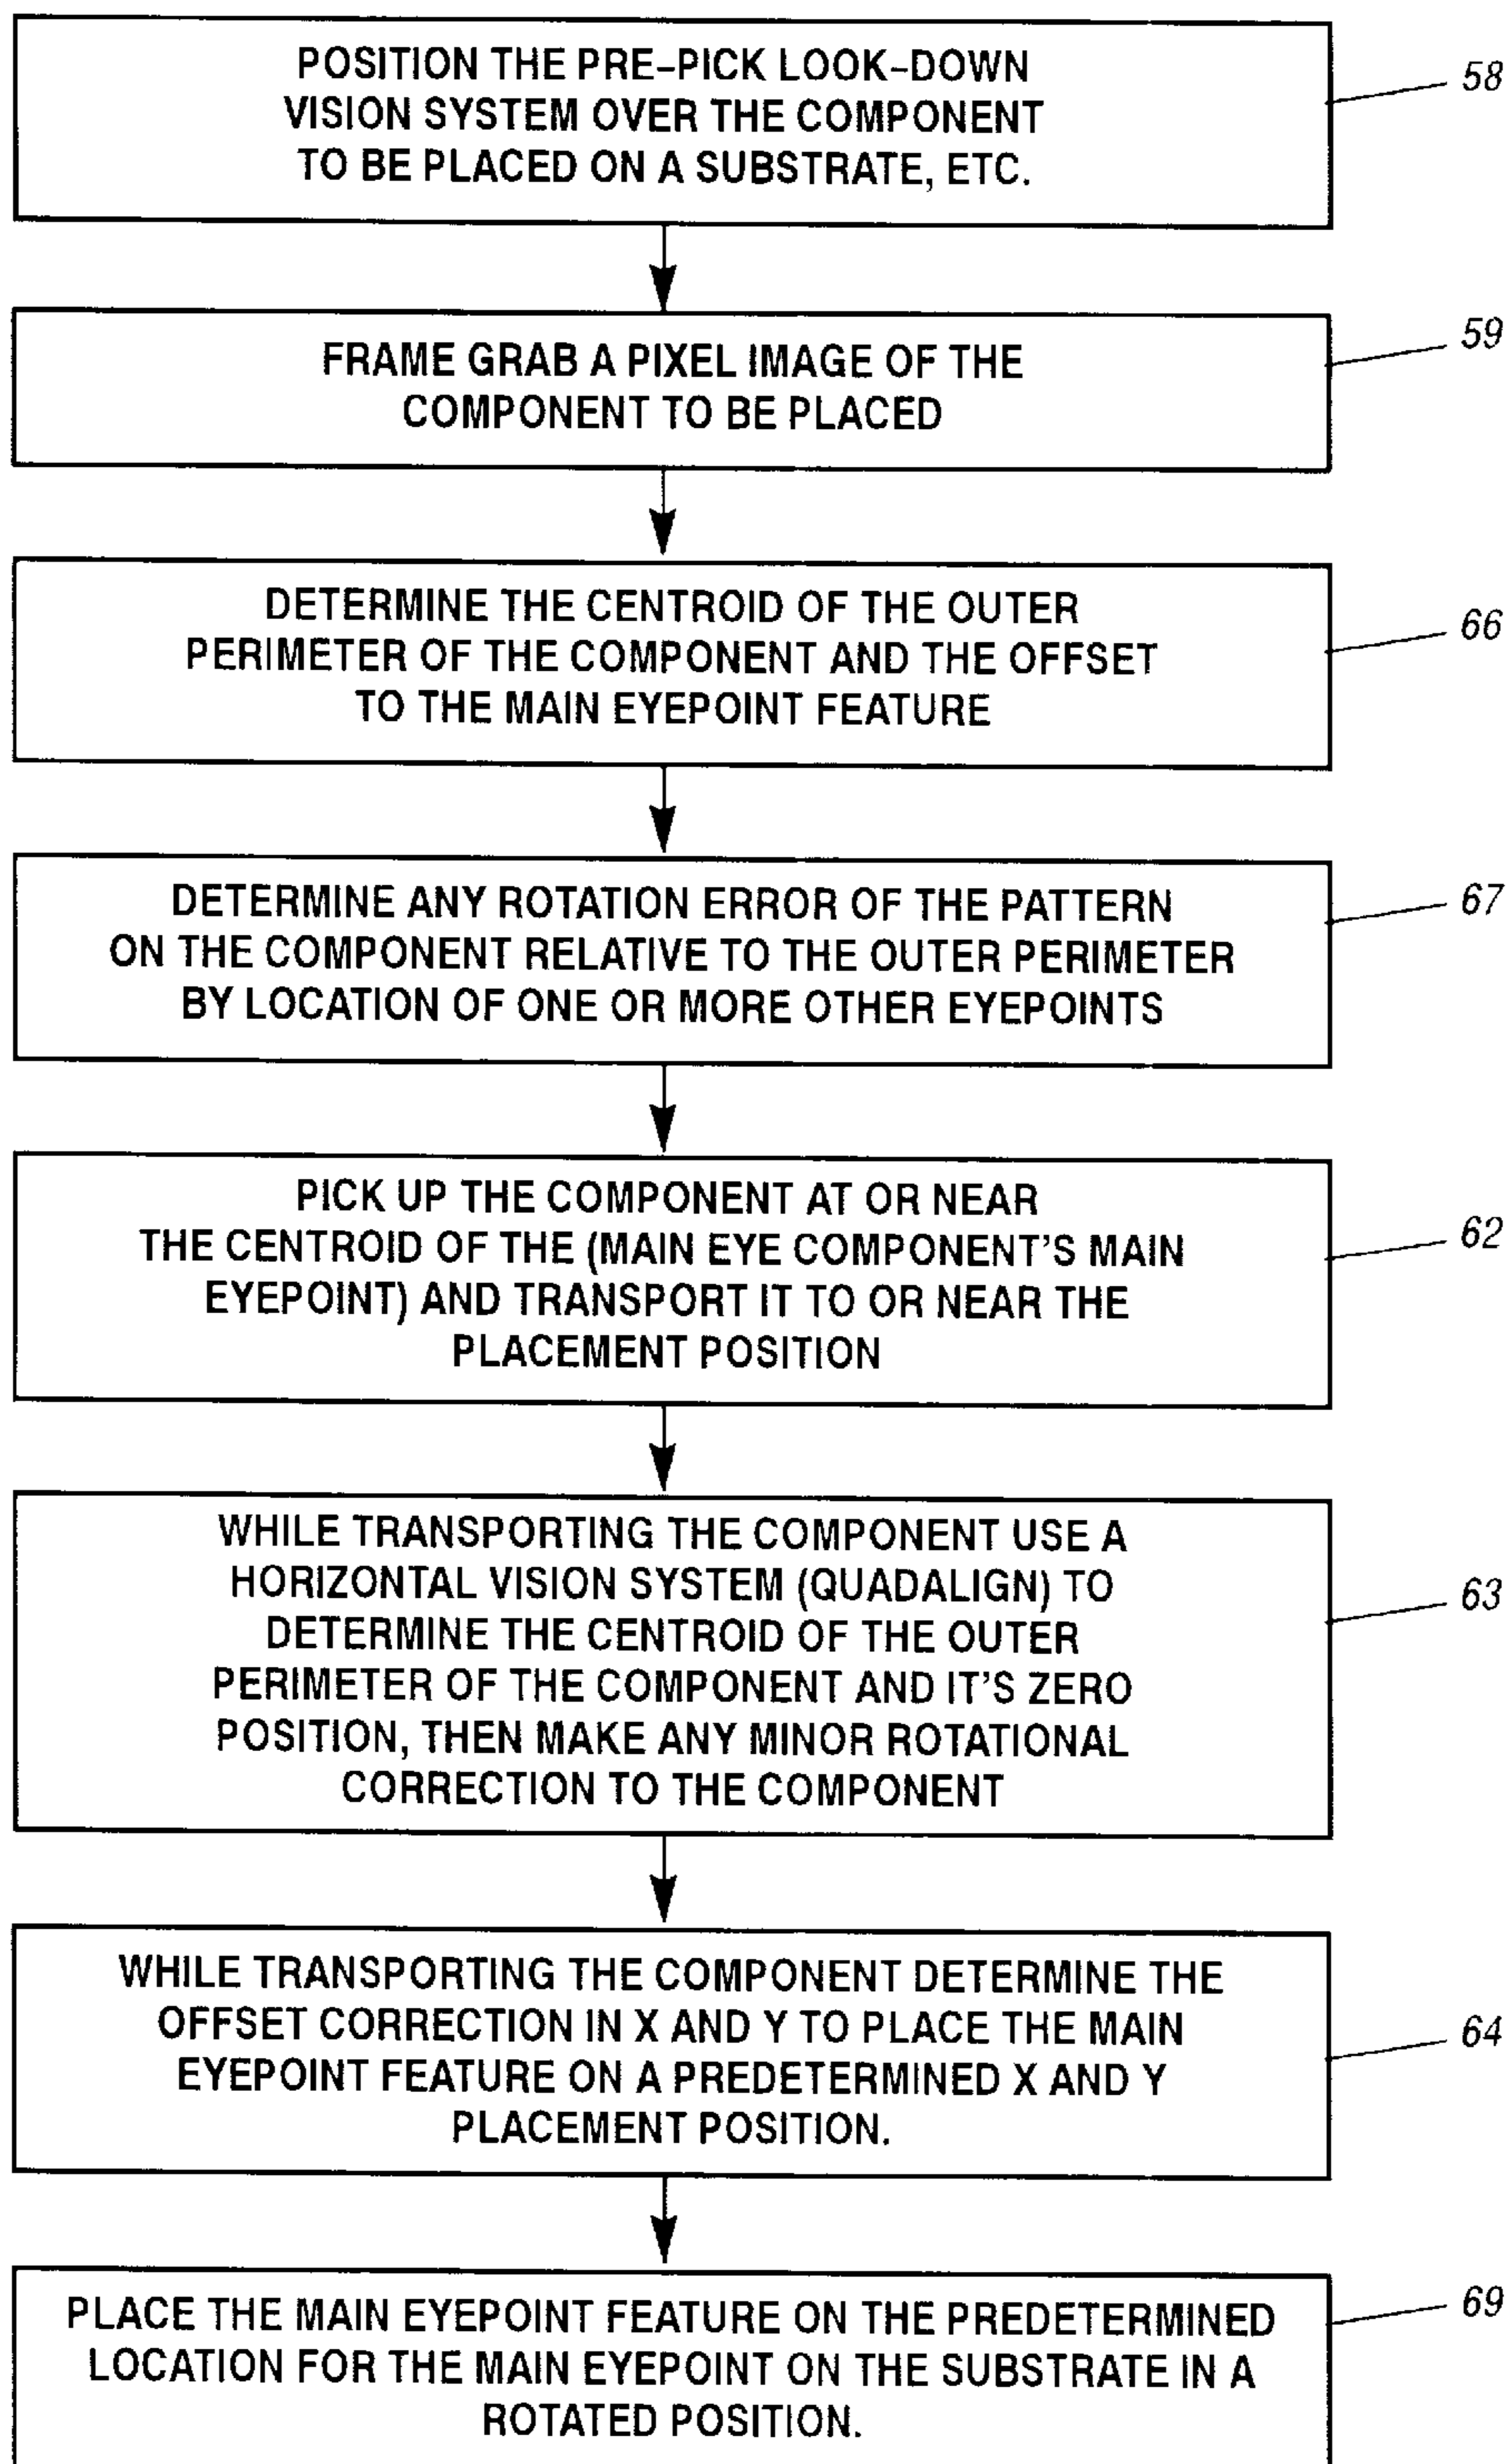 POSITION THE PRE-PICK LOOK-DOWN
VISION SYSTEM OVER THE COMPONENT
TO BE PLACED ON A SUBSTRATE, ETC.
58
FRAME GRAB A PIXEL IMAGE OF THE
COMPONENT TO BE PLACED
59
DETERMINE THE CENTROID OF THE OUTER
PERIMETER OF THE COMPONENT AND THE OFFSET
TO THE MAIN EYEPOINT FEATURE
66
DETERMINE ANY ROTATION ERROR OF THE PATTERN
ON THE COMPONENT RELATIVE TO THE OUTER PERIMETER
BY LOCATION OF ONE OR MORE OTHER EYEPOINTS
67
PICK UP THE COMPONENT AT OR NEAR
THE CENTROID OF THE (MAIN EYE COMPONENT'S MAIN
EYEPOINT) AND TRANSPORT IT TO OR NEAR THE
PLACEMENT POSITION
62
WHILE TRANSPORTING THE COMPONENT USE A
HORIZONTAL VISION SYSTEM (QUADALIGN) TO
DETERMINE THE CENTROID OF THE OUTER
PERIMETER OF THE COMPONENT AND IT'S ZERO
POSITION, THEN MAKE ANY MINOR ROTATIONAL
CORRECTION TO THE COMPONENT
63
WHILE TRANSPORTING THE COMPONENT DETERMINE THE
OFFSET CORRECTION IN X AND Y TO PLACE THE MAIN
EYEPOINT FEATURE ON A PREDETERMINED X AND Y
PLACEMENT POSITION.
64
PLACE THE MAIN EYEPOINT FEATURE ON THE PREDETERMINED
LOCATION FOR THE MAIN EYEPOINT ON THE SUBSTRATE IN A
ROTATED POSITION.
69